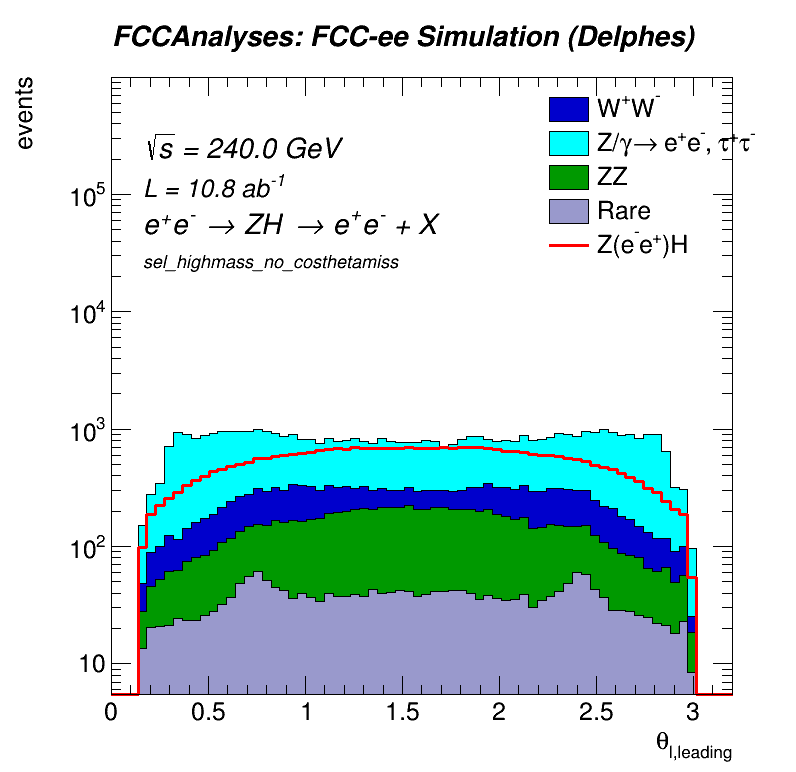 FCCAnalyses: FCC-ee Simulation (Delphes)
events
√s = 240.0 GeV
L = 10.8 ab⁻¹
e⁺e⁻ → ZH → e⁺e⁻ + X
sel_highmass_no_costhetamiss
W⁺W⁻
Z/γ→ e⁺e⁻, τ⁺τ⁻
ZZ
Rare
Z(e⁻e⁺)H
10⁵
10⁴
10³
10²
10
0 0.5 1 1.5 2 2.5 3
θ_l,leading